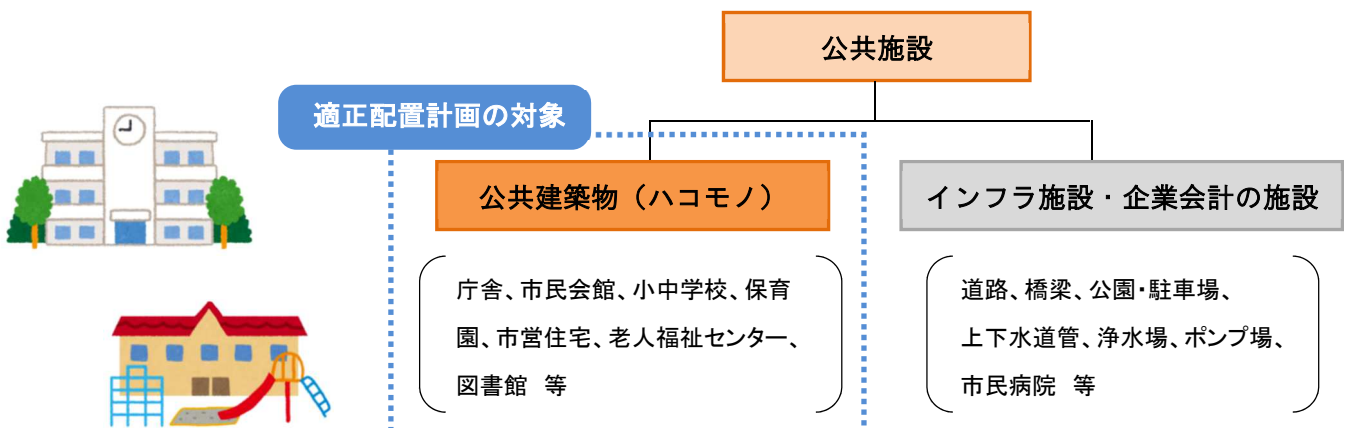 公共施設
適正配置計画の対象
公共建築物（ハコモノ）
インフラ施設・企業会計の施設
庁舎、市民会館、小中学校、保育
園、市営住宅、老人福祉センター、
図書館 等
道路、橋梁、公園・駐車場、
上下水道管、浄水場、ポンプ場、
市民病院 等